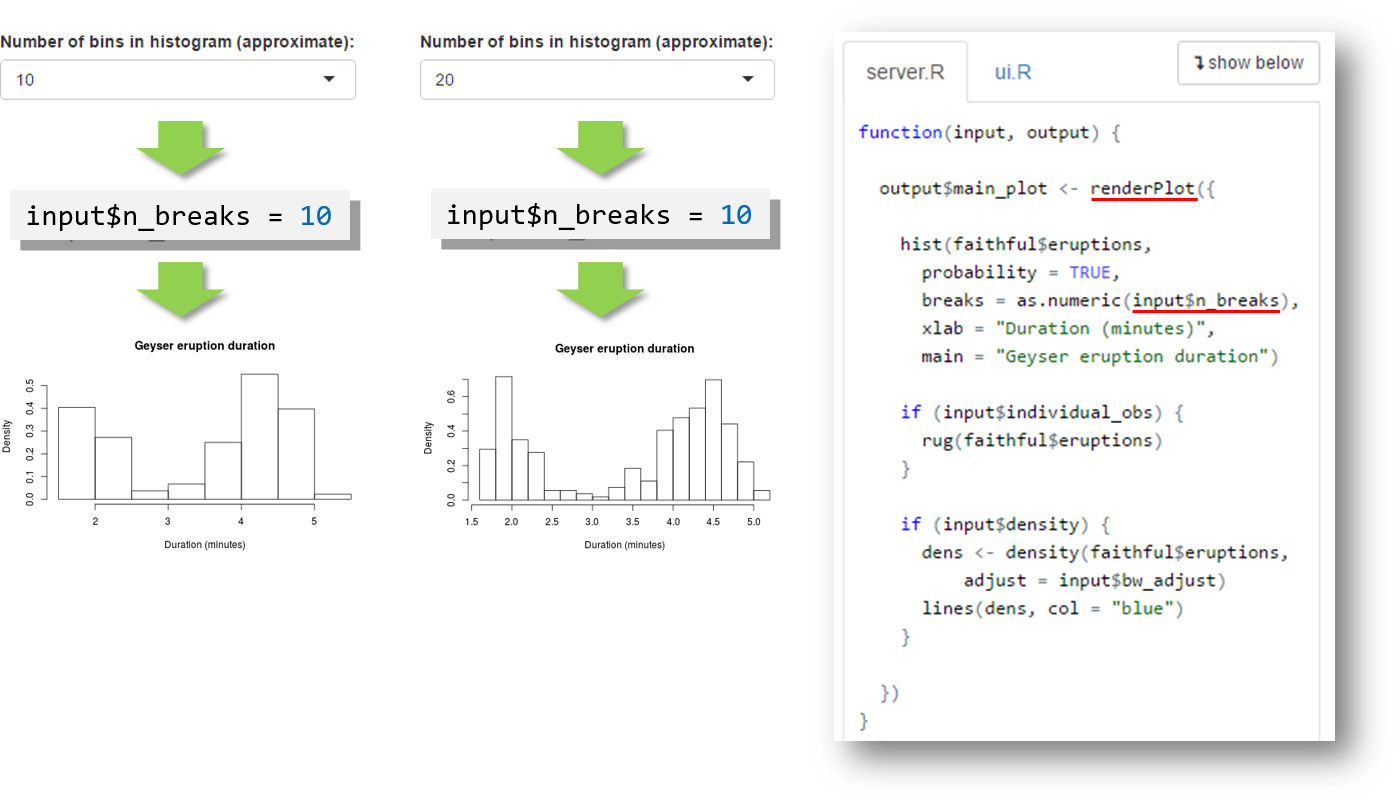 Number of bins in histogram (approximate):
10
input$n_breaks = 10
Geyser eruption duration
0.5
0.4
0.3
0.2
0.1
0.0
Density
2 3 4 5
Duration (minutes)
Number of bins in histogram (approximate):
20
input$n_breaks = 10
Geyser eruption duration
0.6
0.4
0.2
0.0
Density
1.5 2.0 2.5 3.0 3.5 4.0 4.5 5.0
Duration (minutes)
server.R ui.R show below
function(input, output) {
output$main_plot <- renderPlot({
hist(faithful$eruptions,
probability = TRUE,
breaks = as.numeric(input$n_breaks),
xlab = "Duration (minutes)",
main = "Geyser eruption duration")
if (input$individual_obs) {
rug(faithful$eruptions)
}
if (input$density) {
dens <- density(faithful$eruptions,
adjust = input$bw_adjust)
lines(dens, col = "blue")
}
})
}